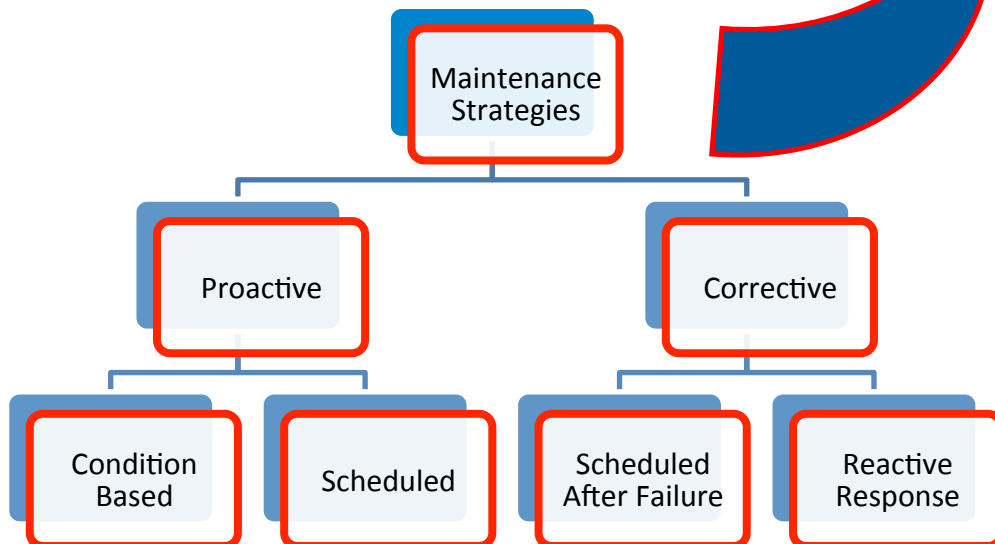 Maintenance
Strategies
Proactive
Corrective
Condition
Based
Scheduled
Scheduled
After Failure
Reactive
Response